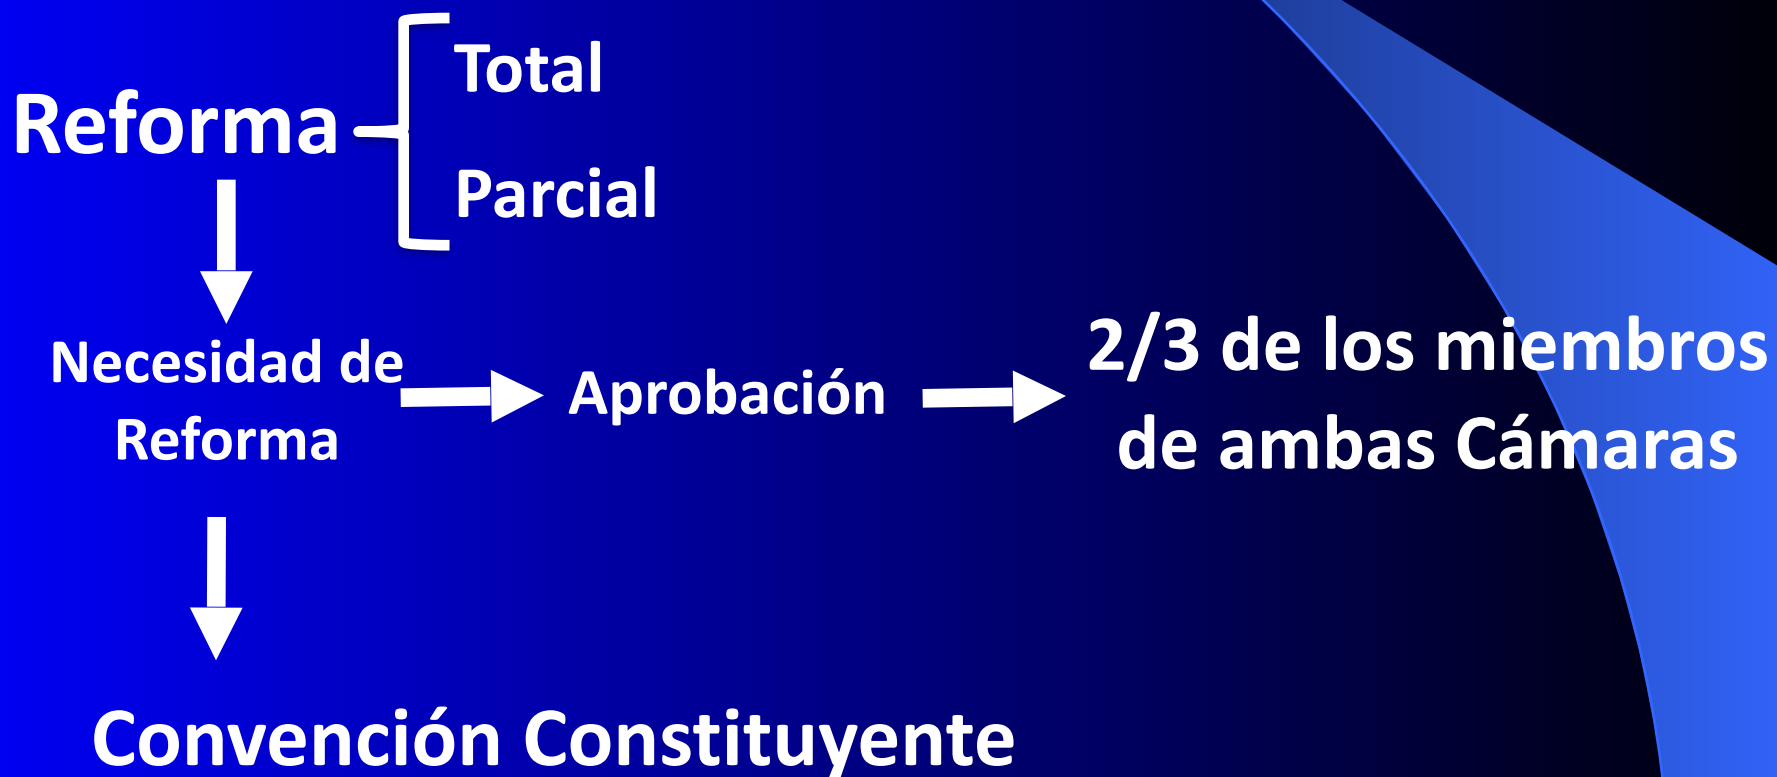 Reforma
Total
Parcial
Necesidad de
Reforma
Aprobación
2/3 de los miembros
de ambas Cámaras
Convención Constituyente